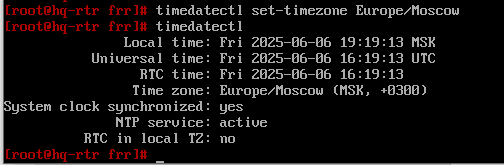 [root@hq-rtr frr]# timedatectl set-timezone Europe/Moscow
[root@hq-rtr frr]# timedatectl
Local time: Fri 2025-06-06 19:19:13 MSK
Universal time: Fri 2025-06-06 16:19:13 UTC
RTC time: Fri 2025-06-06 16:19:13
Time zone: Europe/Moscow (MSK, +0300)
System clock synchronized: yes
NTP service: active
RTC in local TZ: no
[root@hq-rtr frr]# _